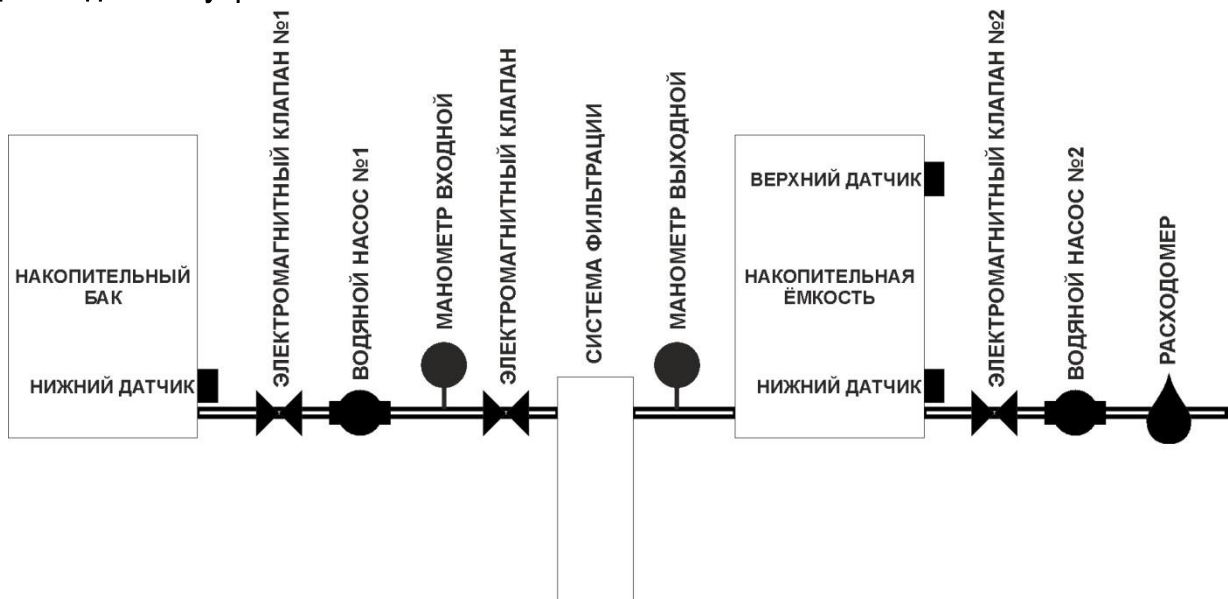 ЭЛЕКТРОМАГНИТНЫЙ КЛАПАН №1
ВОДЯНОЙ НАСОС №1
МАНОМЕТР ВХОДНОЙ
ЭЛЕКТРОМАГНИТНЫЙ КЛАПАН
СИСТЕМА ФИЛЬТРАЦИИ
МАНОМЕТР ВЫХОДНОЙ
ЭЛЕКТРОМАГНИТНЫЙ КЛАПАН №2
ВОДЯНОЙ НАСОС №2
РАСХОДОМЕР
НАКОПИТЕЛЬНЫЙ
БАК
НИЖНИЙ ДАТЧИК
ВЕРХНИЙ ДАТЧИК
НАКОПИТЕЛЬНАЯ
ЁМКОСТЬ
НИЖНИЙ ДАТЧИК